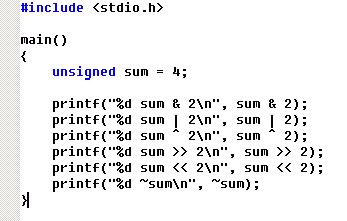 #include <stdio.h>
main()
{
unsigned sum = 4;
printf("%d sum & 2\n", sum & 2);
printf("%d sum | 2\n", sum | 2);
printf("%d sum ^ 2\n", sum ^ 2);
printf("%d sum >> 2\n", sum >> 2);
printf("%d sum << 2\n", sum << 2);
printf("%d ~sum\n", ~sum);
}